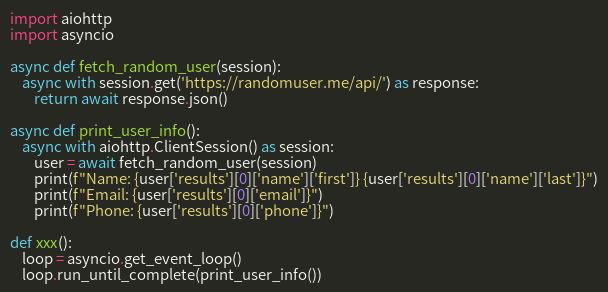 import aiohttp
import asyncio

async def fetch_random_user(session):
    async with session.get('https://randomuser.me/api/') as response:
        return await response.json()

async def print_user_info():
    async with aiohttp.ClientSession() as session:
        user = await fetch_random_user(session)
        print(f"Name: {user['results'][0]['name']['first']} {user['results'][0]['name']['last']}")
        print(f"Email: {user['results'][0]['email']}")
        print(f"Phone: {user['results'][0]['phone']}")

def xxx():
    loop = asyncio.get_event_loop()
    loop.run_until_complete(print_user_info())